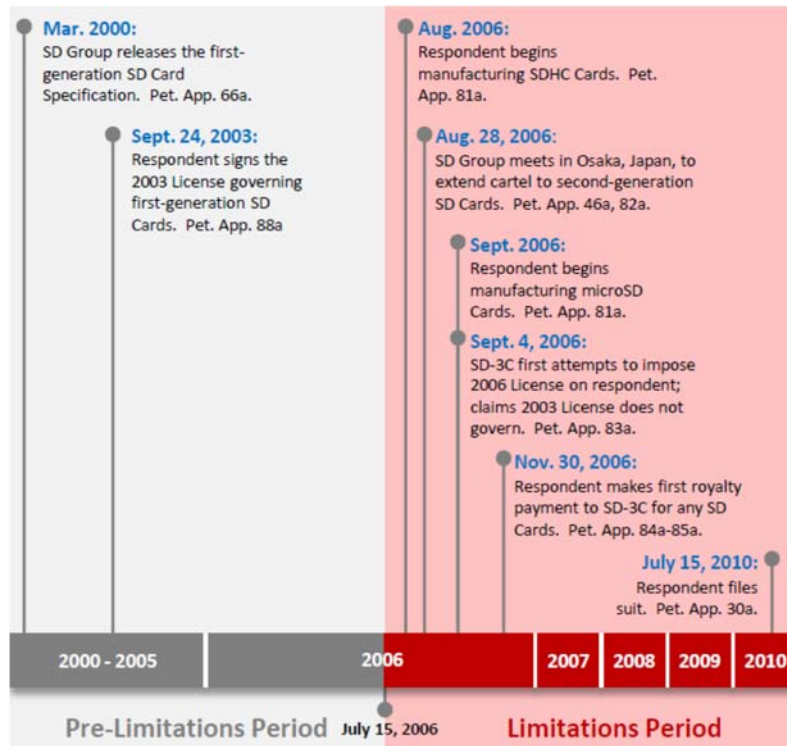 Mar. 2000:
SD Group releases the first-
generation SD Card
Specification. Pet. App. 66a.
Sept. 24, 2003:
Respondent signs the
2003 License governing
first-generation SD
Cards. Pet. App. 88a
Aug. 2006:
Respondent begins
manufacturing SDHC Cards. Pet.
App. 81a.
Aug. 28, 2006:
SD Group meets in Osaka, Japan, to
extend cartel to second-generation
SD Cards. Pet. App. 46a, 82a.
Sept. 2006:
Respondent begins
manufacturing microSD
Cards. Pet. App. 81a.
Sept. 4, 2006:
SD-3C first attempts to impose
2006 License on respondent;
claims 2003 License does not
govern. Pet. App. 83a.
Nov. 30, 2006:
Respondent makes first royalty
payment to SD-3C for any SD
Cards. Pet. App. 84a-85a.
July 15, 2010:
Respondent files
suit. Pet. App. 30a.
2000 - 2005
2006
2007
2008
2009
2010
Pre-Limitations Period
July 15, 2006
Limitations Period